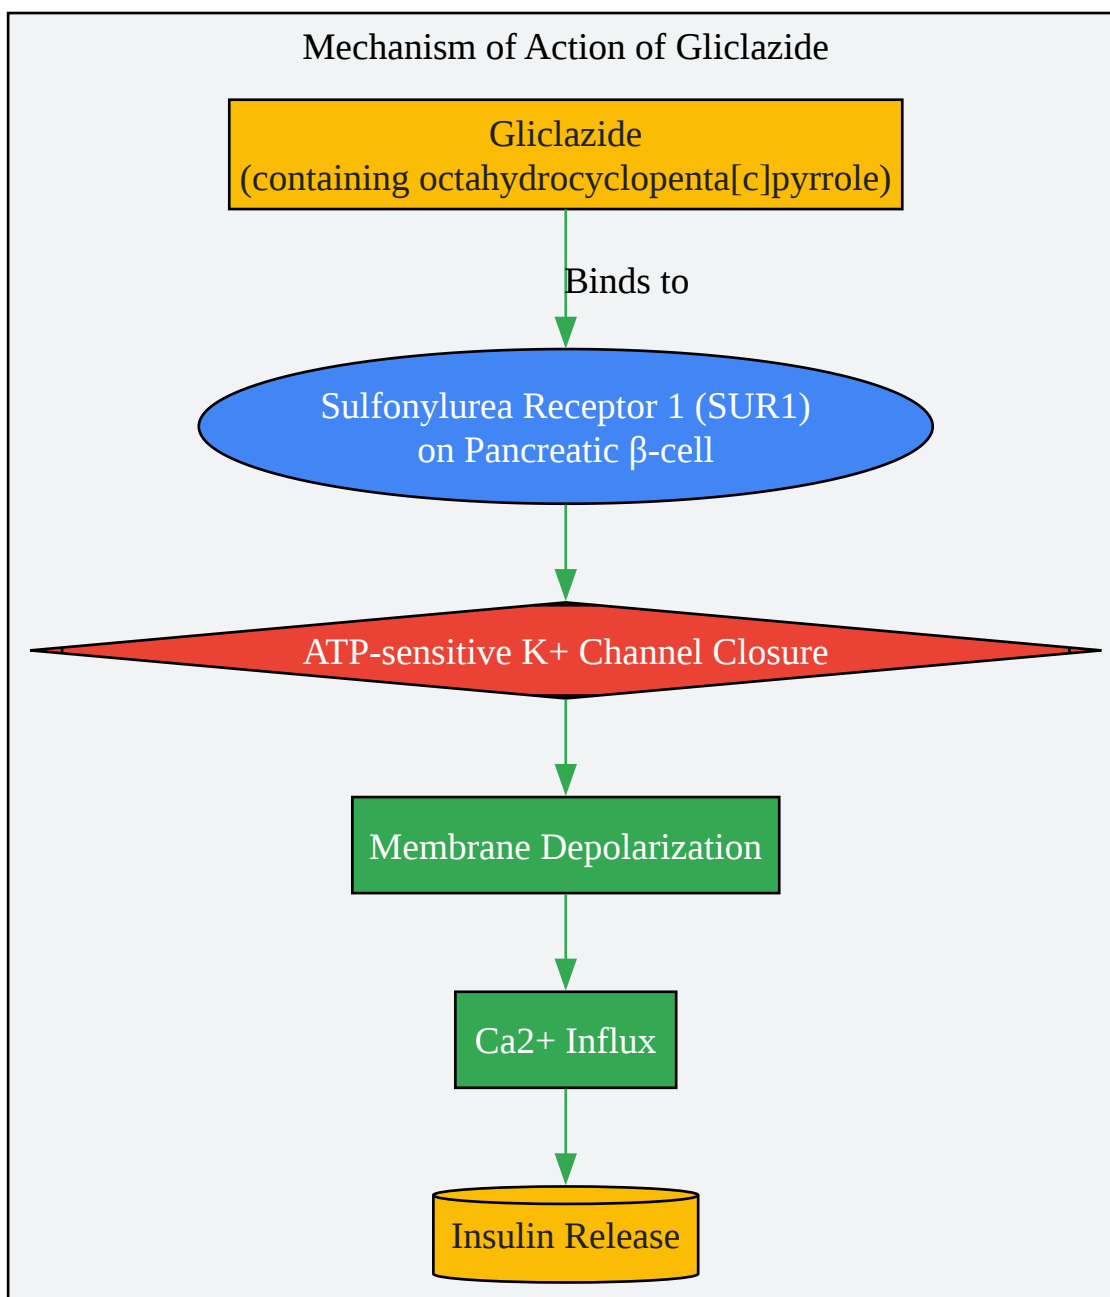 Mechanism of Action of Gliclazide
Gliclazide
(containing octahydrocyclopenta[c]pyrrole)
Binds to
Sulfonylurea Receptor 1 (SUR1)
on Pancreatic β-cell
ATP-sensitive K+ Channel Closure
Membrane Depolarization
Ca2+ Influx
Insulin Release